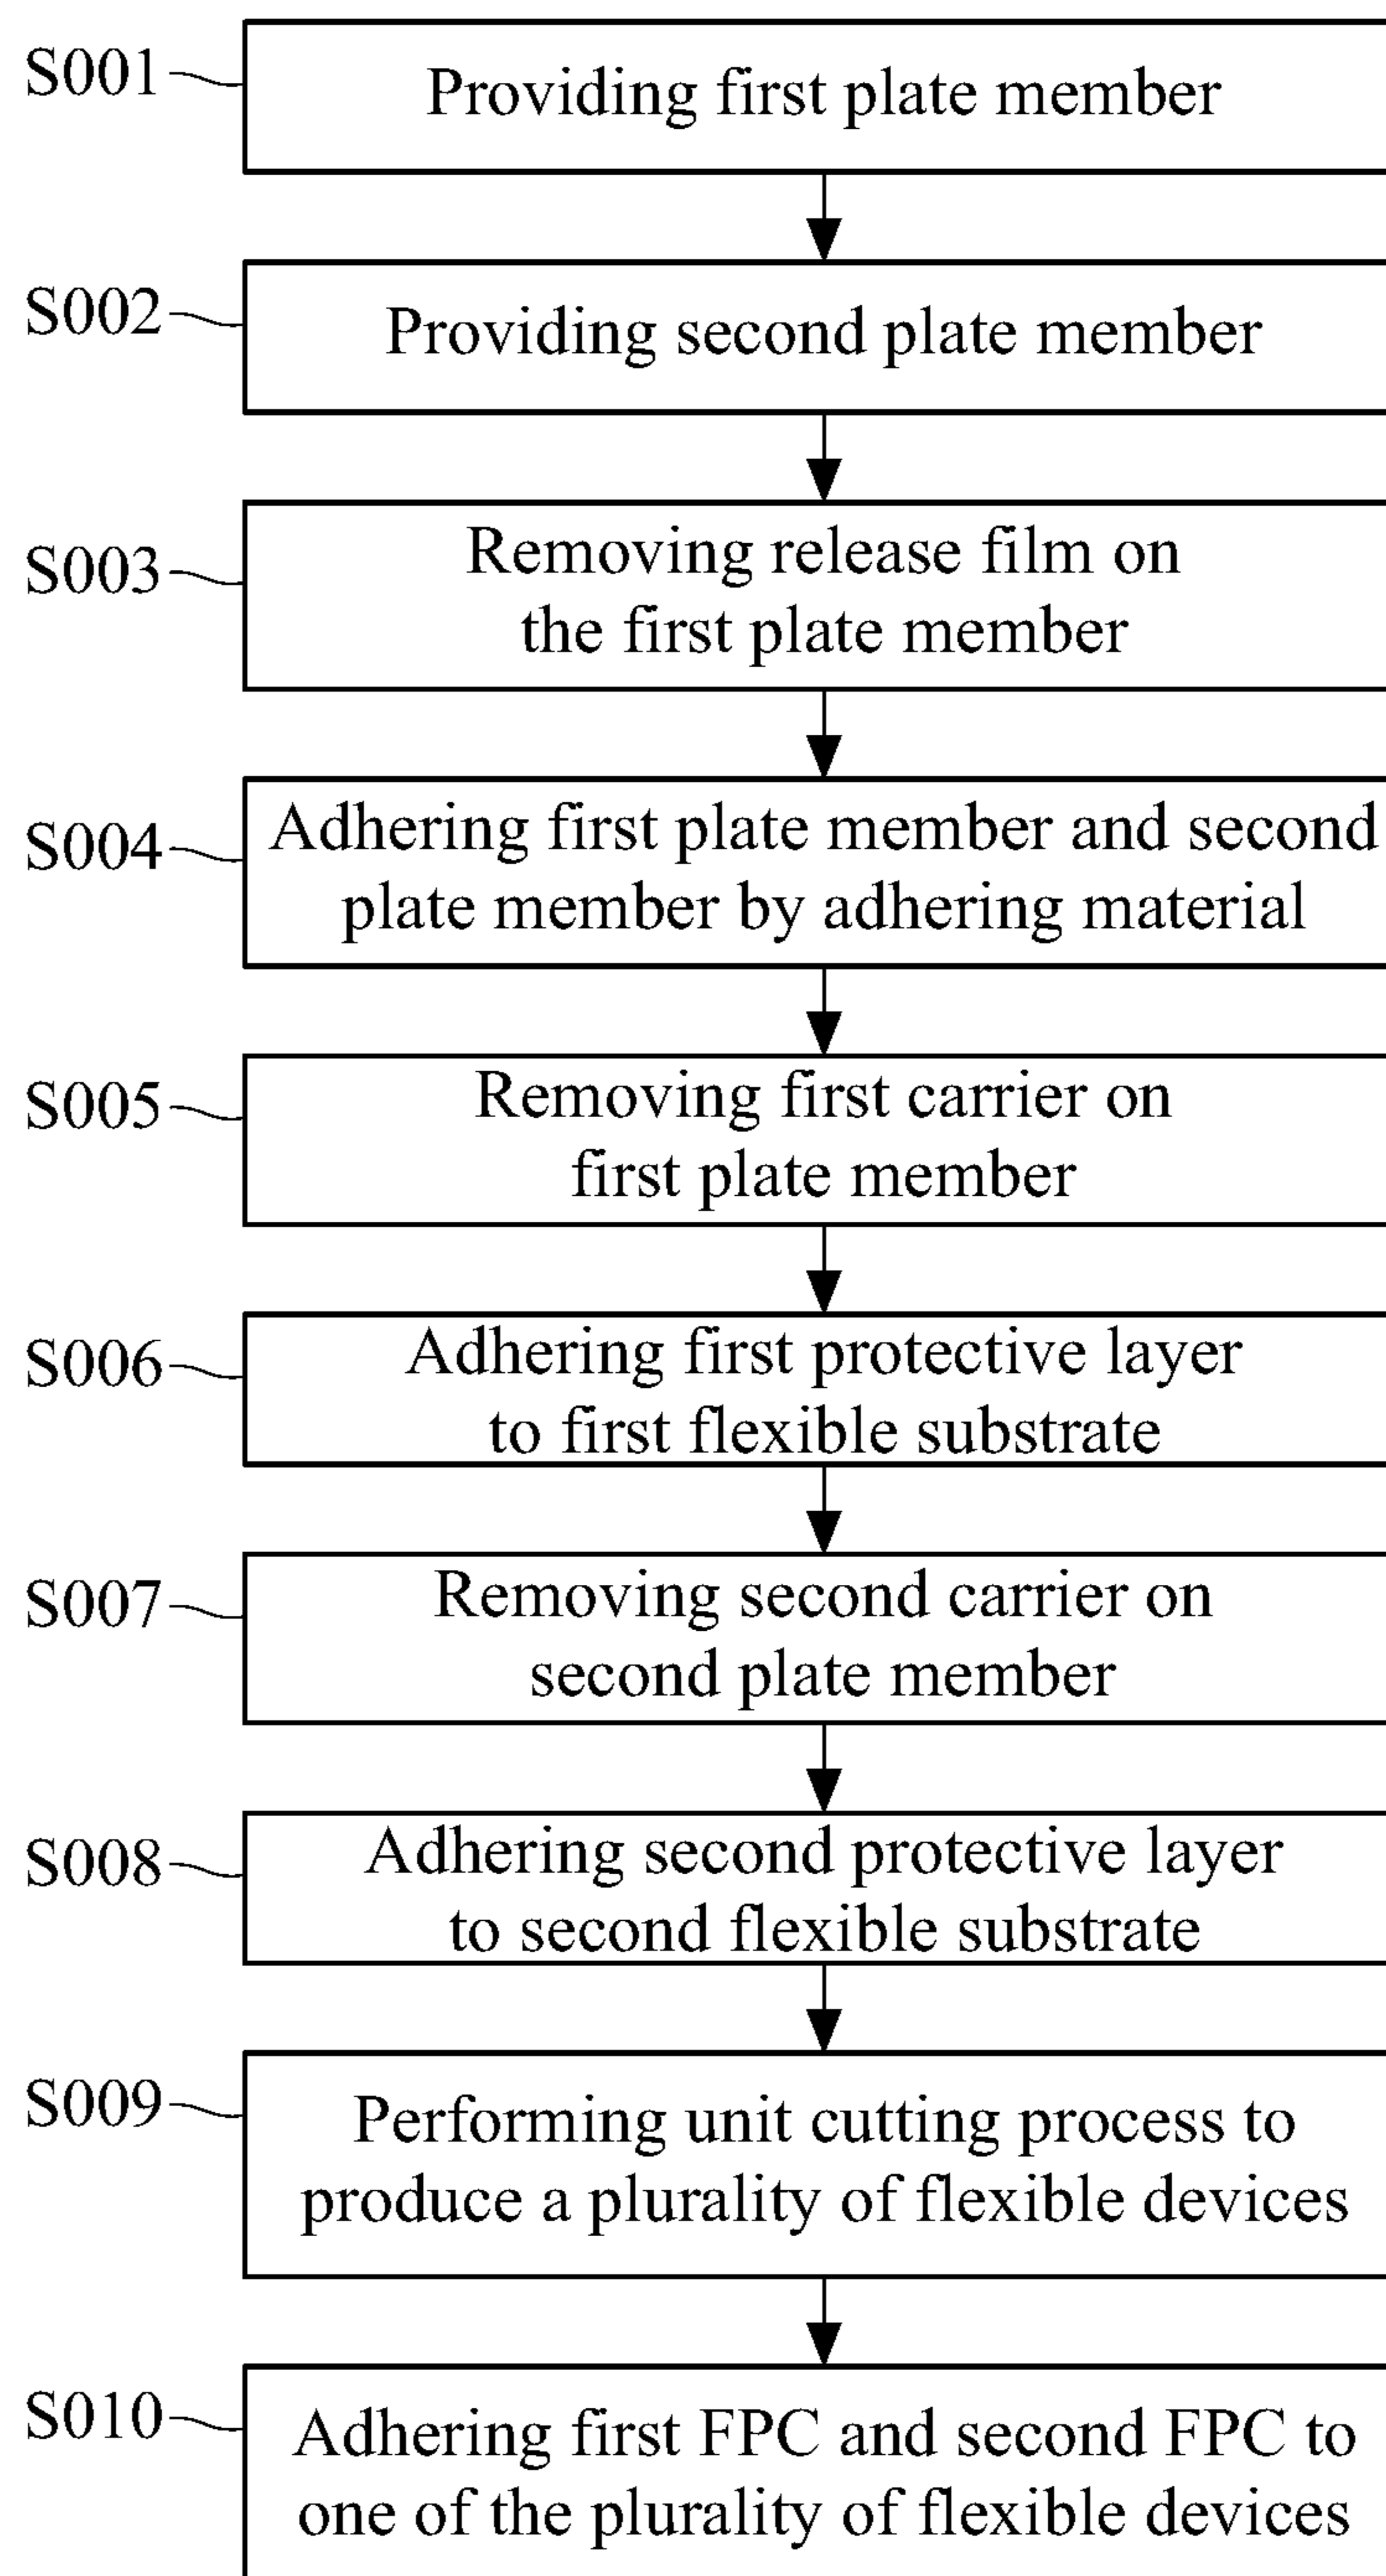 S001
Providing first plate member
S002
Providing second plate member
S003
Removing release film on
the first plate member
S004
Adhering first plate member and second
plate member by adhering material
S005
Removing first carrier on
first plate member
S006
Adhering first protective layer
to first flexible substrate
S007
Removing second carrier on
second plate member
S008
Adhering second protective layer
to second flexible substrate
S009
Performing unit cutting process to
produce a plurality of flexible devices
S010
Adhering first FPC and second FPC to
one of the plurality of flexible devices